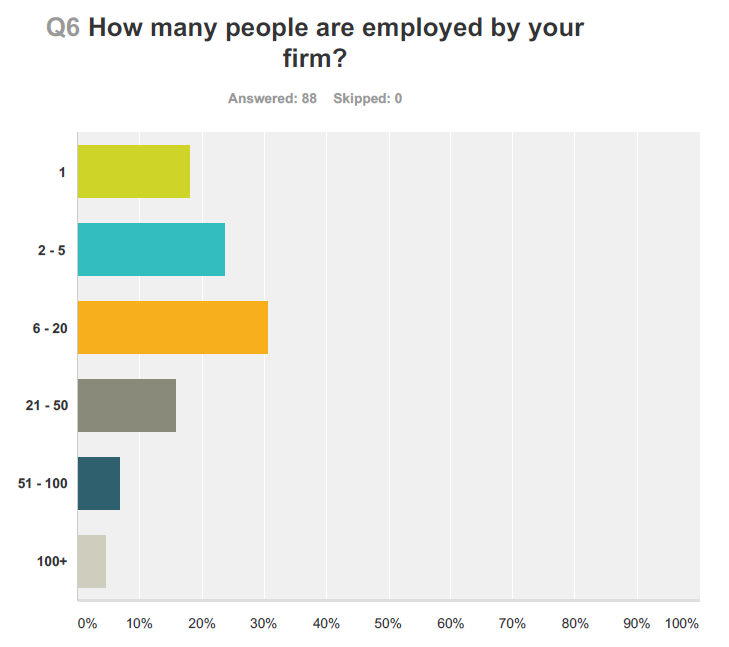 Q6 How many people are employed by your
firm?
Answered: 88 Skipped: 0
1
2 - 5
6 - 20
21 - 50
51 - 100
100+
0% 10% 20% 30% 40% 50% 60% 70% 80% 90% 100%